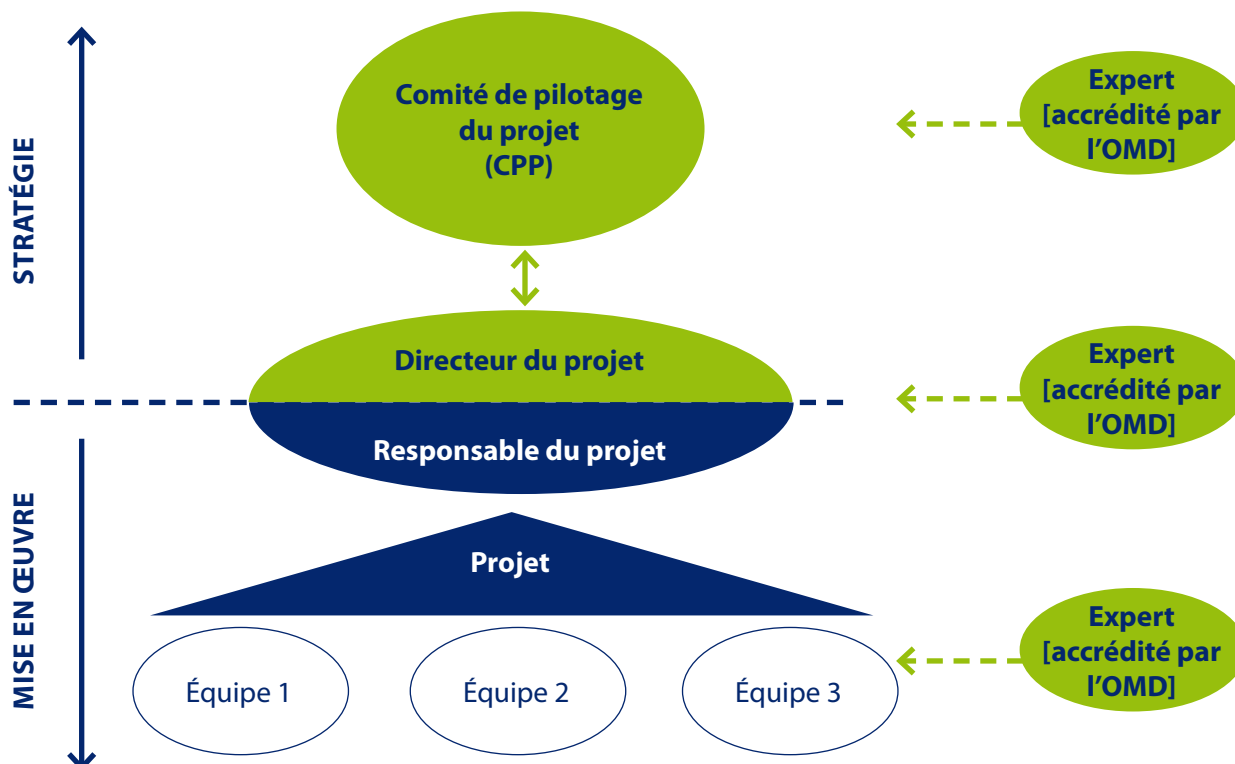 STRATÉGIE
Comité de pilotage
du projet
(CPP)
Expert
[accrédité par
l'OMD]
Directeur du projet
Responsable du projet
Expert
[accrédité par
l'OMD]
MISE EN ŒUVRE
Projet
Équipe 1
Équipe 2
Équipe 3
Expert
[accrédité par
l'OMD]